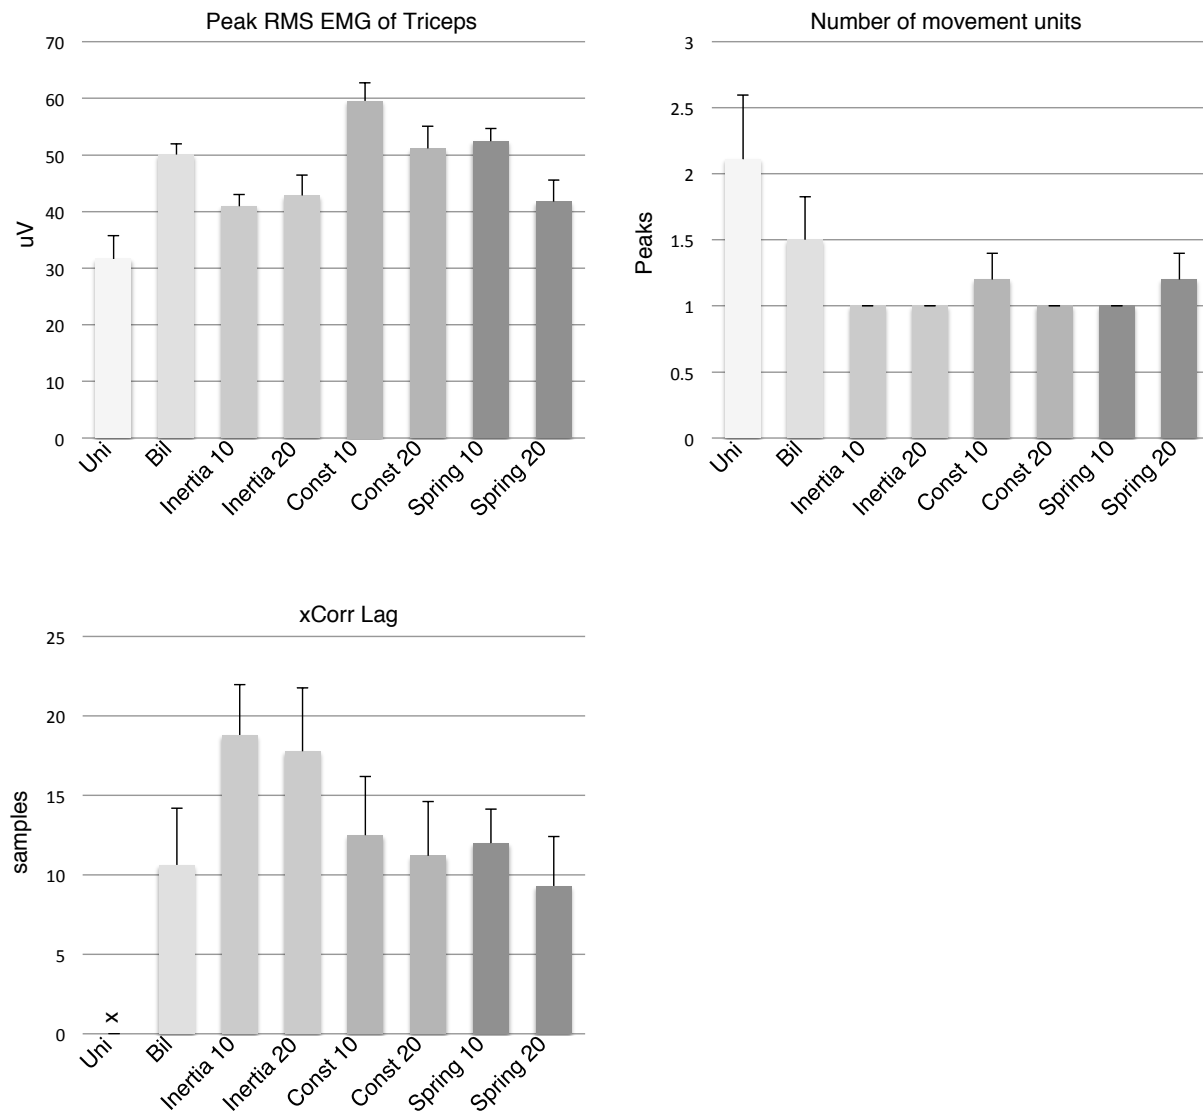 Peak RMS EMG of Triceps
70
60
50
40
30
20
10
0
uV
Uni
Bil
Inertia 10
Inertia 20
Const 10
Const 20
Spring 10
Spring 20
Number of movement units
3
2.5
2
1.5
1
0.5
0
Peaks
Uni
Bil
Inertia 10
Inertia 20
Const 10
Const 20
Spring 10
Spring 20
xCorr Lag
25
20
15
10
5
0
samples
x
Uni
Bil
Inertia 10
Inertia 20
Const 10
Const 20
Spring 10
Spring 20